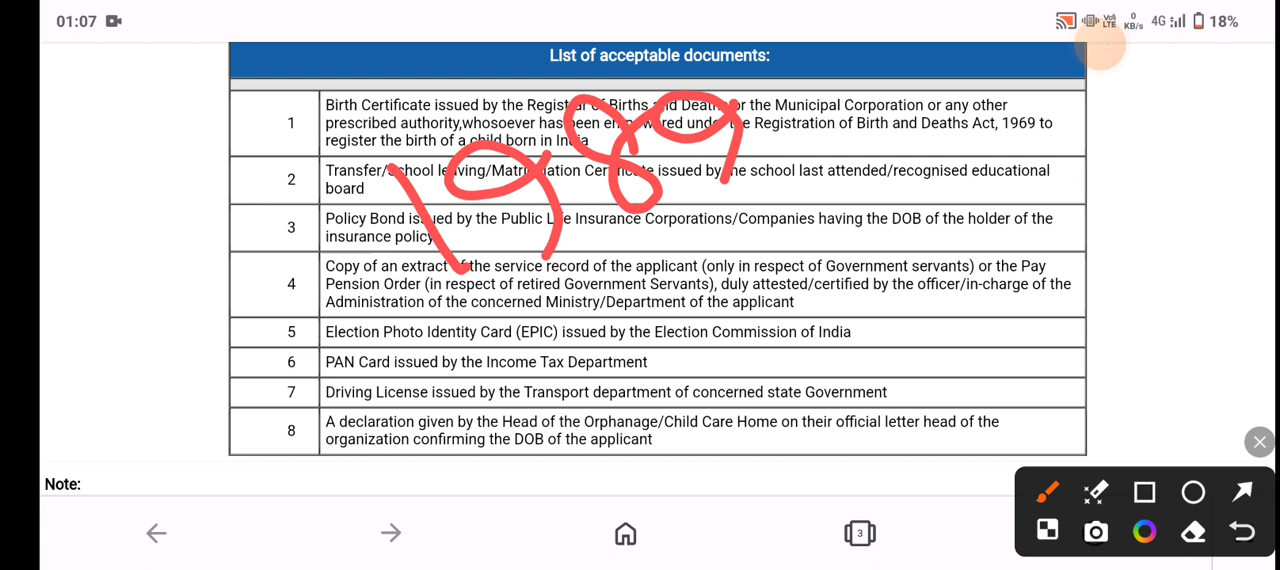 01:07
VoI LTE 0 KB/s 4G 18%
List of acceptable documents:
1
Birth Certificate issued by the Registrar of Births and Deaths or the Municipal Corporation or any other
prescribed authority,whosoever has been empowered under the Registration of Birth and Deaths Act, 1969 to
register the birth of a child born in India
2
Transfer/School leaving/Matriculation Certificate issued by the school last attended/recognised educational
board
3
Policy Bond issued by the Public Life Insurance Corporations/Companies having the DOB of the holder of the
insurance policy
4
Copy of an extract of the service record of the applicant (only in respect of Government servants) or the Pay
Pension Order (in respect of retired Government Servants), duly attested/certified by the officer/in-charge of the
Administration of the concerned Ministry/Department of the applicant
5
Election Photo Identity Card (EPIC) issued by the Election Commission of India
6
PAN Card issued by the Income Tax Department
7
Driving License issued by the Transport department of concerned state Government
8
A declaration given by the Head of the Orphanage/Child Care Home on their official letter head of the
organization confirming the DOB of the applicant
1989
Note:
3